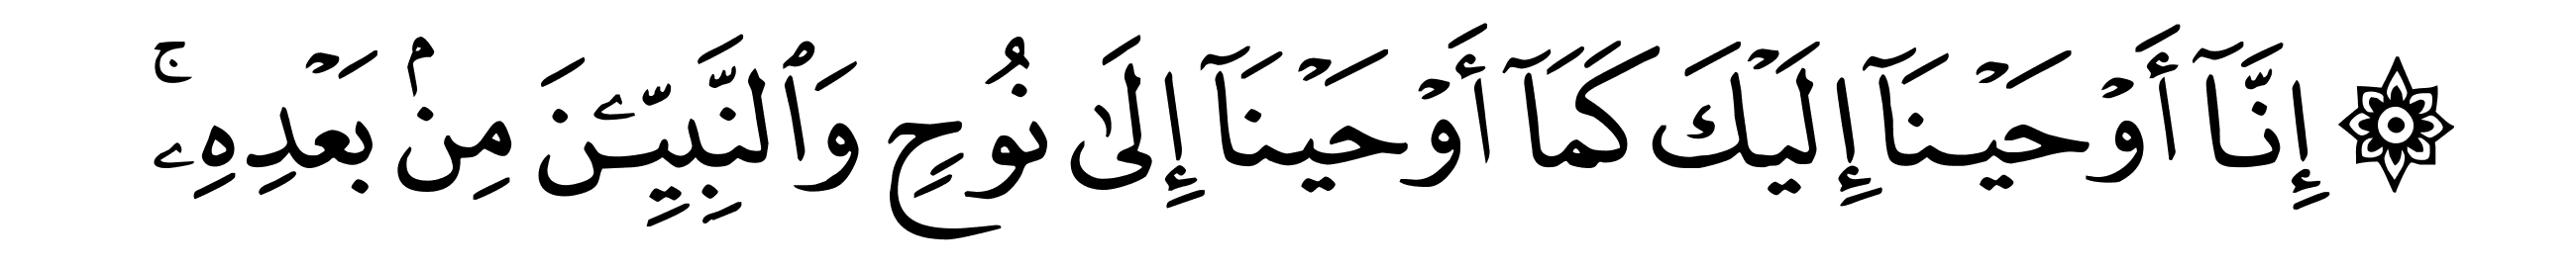 ۞ إِنَّآ أَوۡحَيۡنَآ إِلَيۡكَ كَمَآ أَوۡحَيۡنَآ إِلَىٰ نُوحٖ وَٱلنَّبِيِّـۧنَ مِنۢ بَعۡدِهِۦۚ